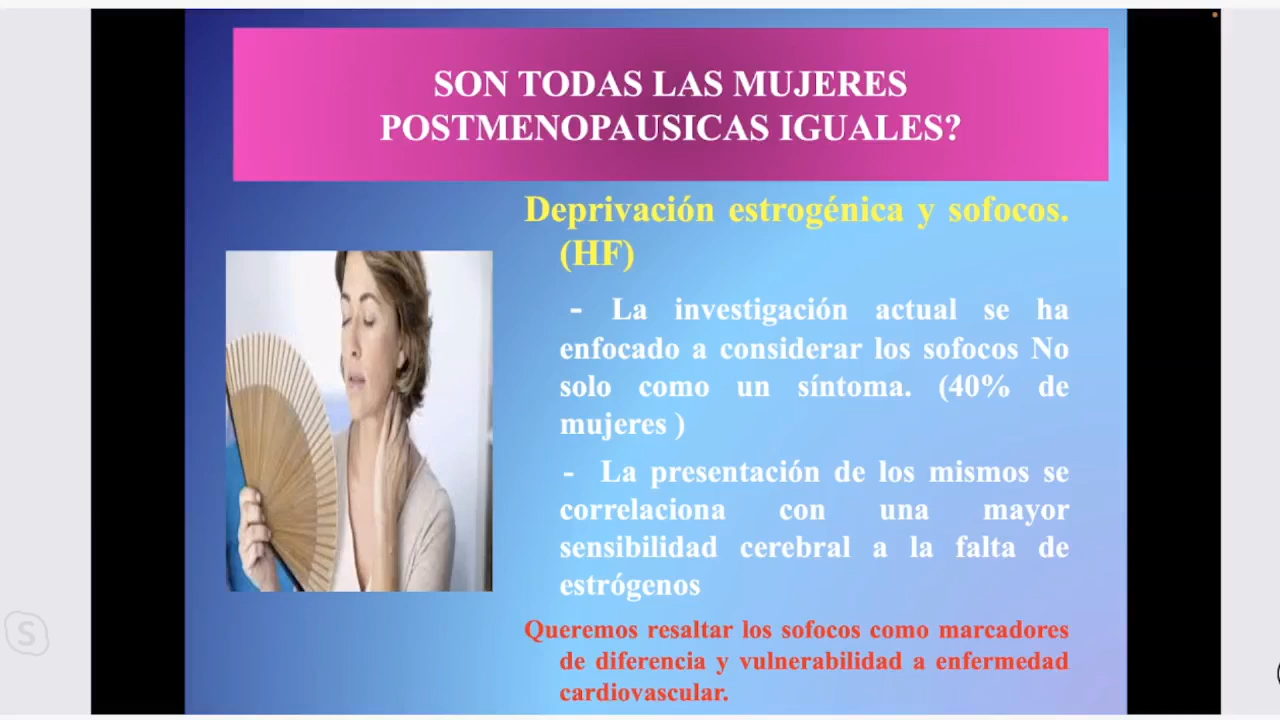 SON TODAS LAS MUJERES
POSTMENOPAUSICAS IGUALES?
Deprivación estrogénica y sofocos.
(HF)
- La investigación actual se ha
enfocado a considerar los sofocos No
solo como un síntoma. (40% de
mujeres )
- La presentación de los mismos se
correlaciona con una mayor
sensibilidad cerebral a la falta de
estrógenos
Queremos resaltar los sofocos como marcadores
de diferencia y vulnerabilidad a enfermedad
cardiovascular.
S